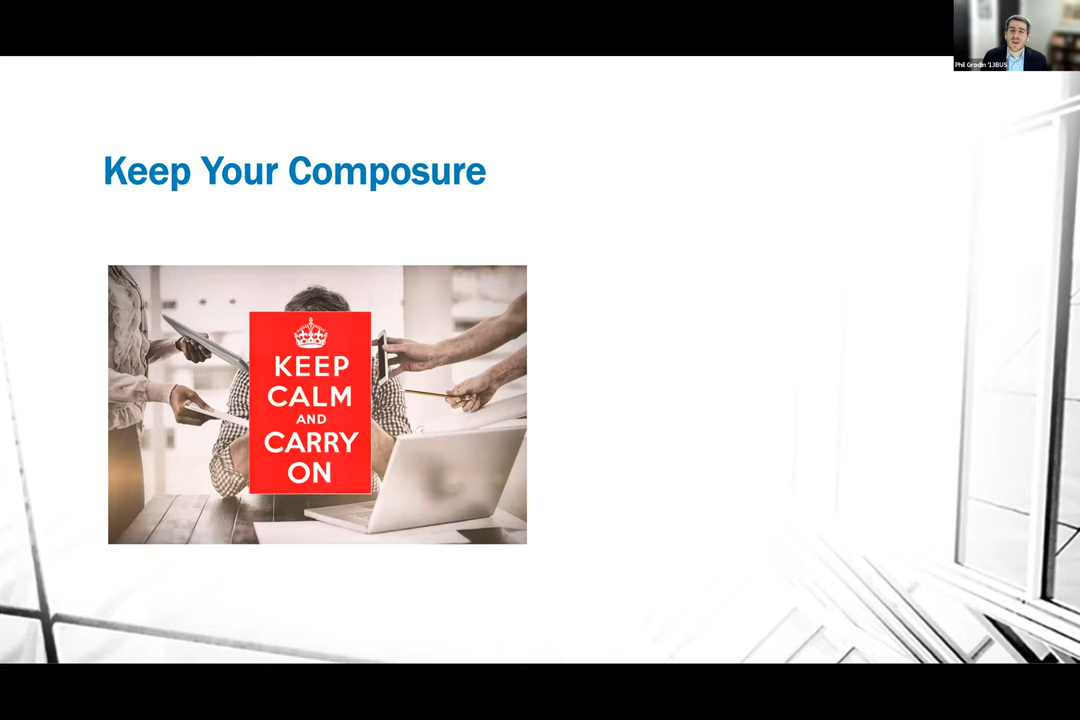 Phil Grodin '13BUS
Keep Your Composure
KEEP
CALM
AND
CARRY
ON